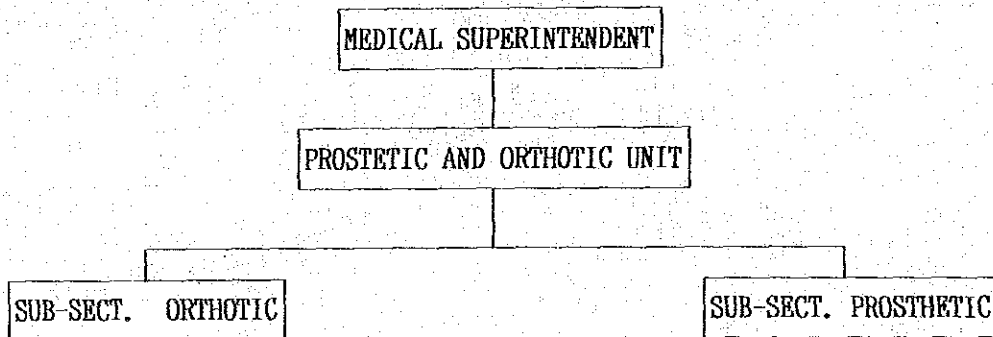 MEDICAL SUPERINTENDENT
PROSTETIC AND ORTHOTIC UNIT
SUB-SECT. ORTHOTIC
SUB-SECT. PROSTHETIC